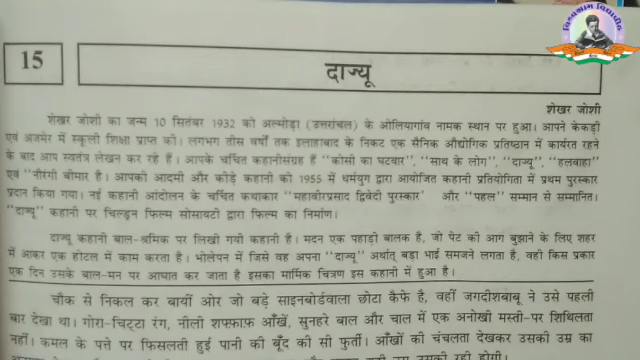 विश्वग्राम विद्यापीठ
15
दाज्यू
शेखर जोशी
शेखर जोशी का जन्म 10 सितंबर 1932 को अल्मोड़ा (उत्तरांचल) के ओलियागांव नामक स्थान पर हुआ। आपने केकड़ी
एवं अजमेर में स्कूली शिक्षा प्राप्त की। लगभग तीस वर्षों तक इलाहाबाद के निकट एक सैनिक औद्योगिक प्रतिष्ठान में कार्यरत रहने
के बाद आप स्वतंत्र लेखन कर रहे हैं। आपके चर्चित कहानीसंग्रह हैं "कोसी का घटवार", "साथ के लोग", "दाज्यू", "हलवाहा"
एवं "नौरंगी बीमार है। आपकी आदमी और कीड़े कहानी को 1955 में धर्मयुग द्वारा आयोजित कहानी प्रतियोगिता में प्रथम पुरस्कार
प्रदान किया गया। नई कहानी आंदोलन के चर्चित कथाकार "महावीरप्रसाद द्विवेदी पुरस्कार' और "पहल" सम्मान से सम्मानित।
"दाज्यू" कहानी पर चिल्ड्रन फिल्म सोसायटी द्वारा फिल्म का निर्माण।
दाज्यू कहानी बाल-श्रमिक पर लिखी गयी कहानी है। मदन एक पहाड़ी बालक है, जो पेट की आग बुझाने के लिए शहर
में आकर एक होटल में काम करता है। भोलेपन में जिसे वह अपना "दाज्यू" अर्थात् बड़ा भाई समजने लगता है, वही किस प्रकार
एक दिन उसके बाल-मन पर आघात कर जाता है इसका मार्मिक चित्रण इस कहानी में हुआ है।
चौक से निकल कर बायीं ओर जो बड़े साइनबोर्डवाला छोटा कैफे है, वहीं जगदीशबाबू ने उसे पहली
बार देखा था। गोरा-चिट्टा रंग, नीली शफ्फ़ाफ़ आँखें, सुनहरे बाल और चाल में एक अनोखी मस्ती-पर शिथिलता
नहीं। कमल के पत्ते पर फिसलती हुई पानी की बूँद की सी फुर्ती। आँखों की चंचलता देखकर उसकी उम्र का